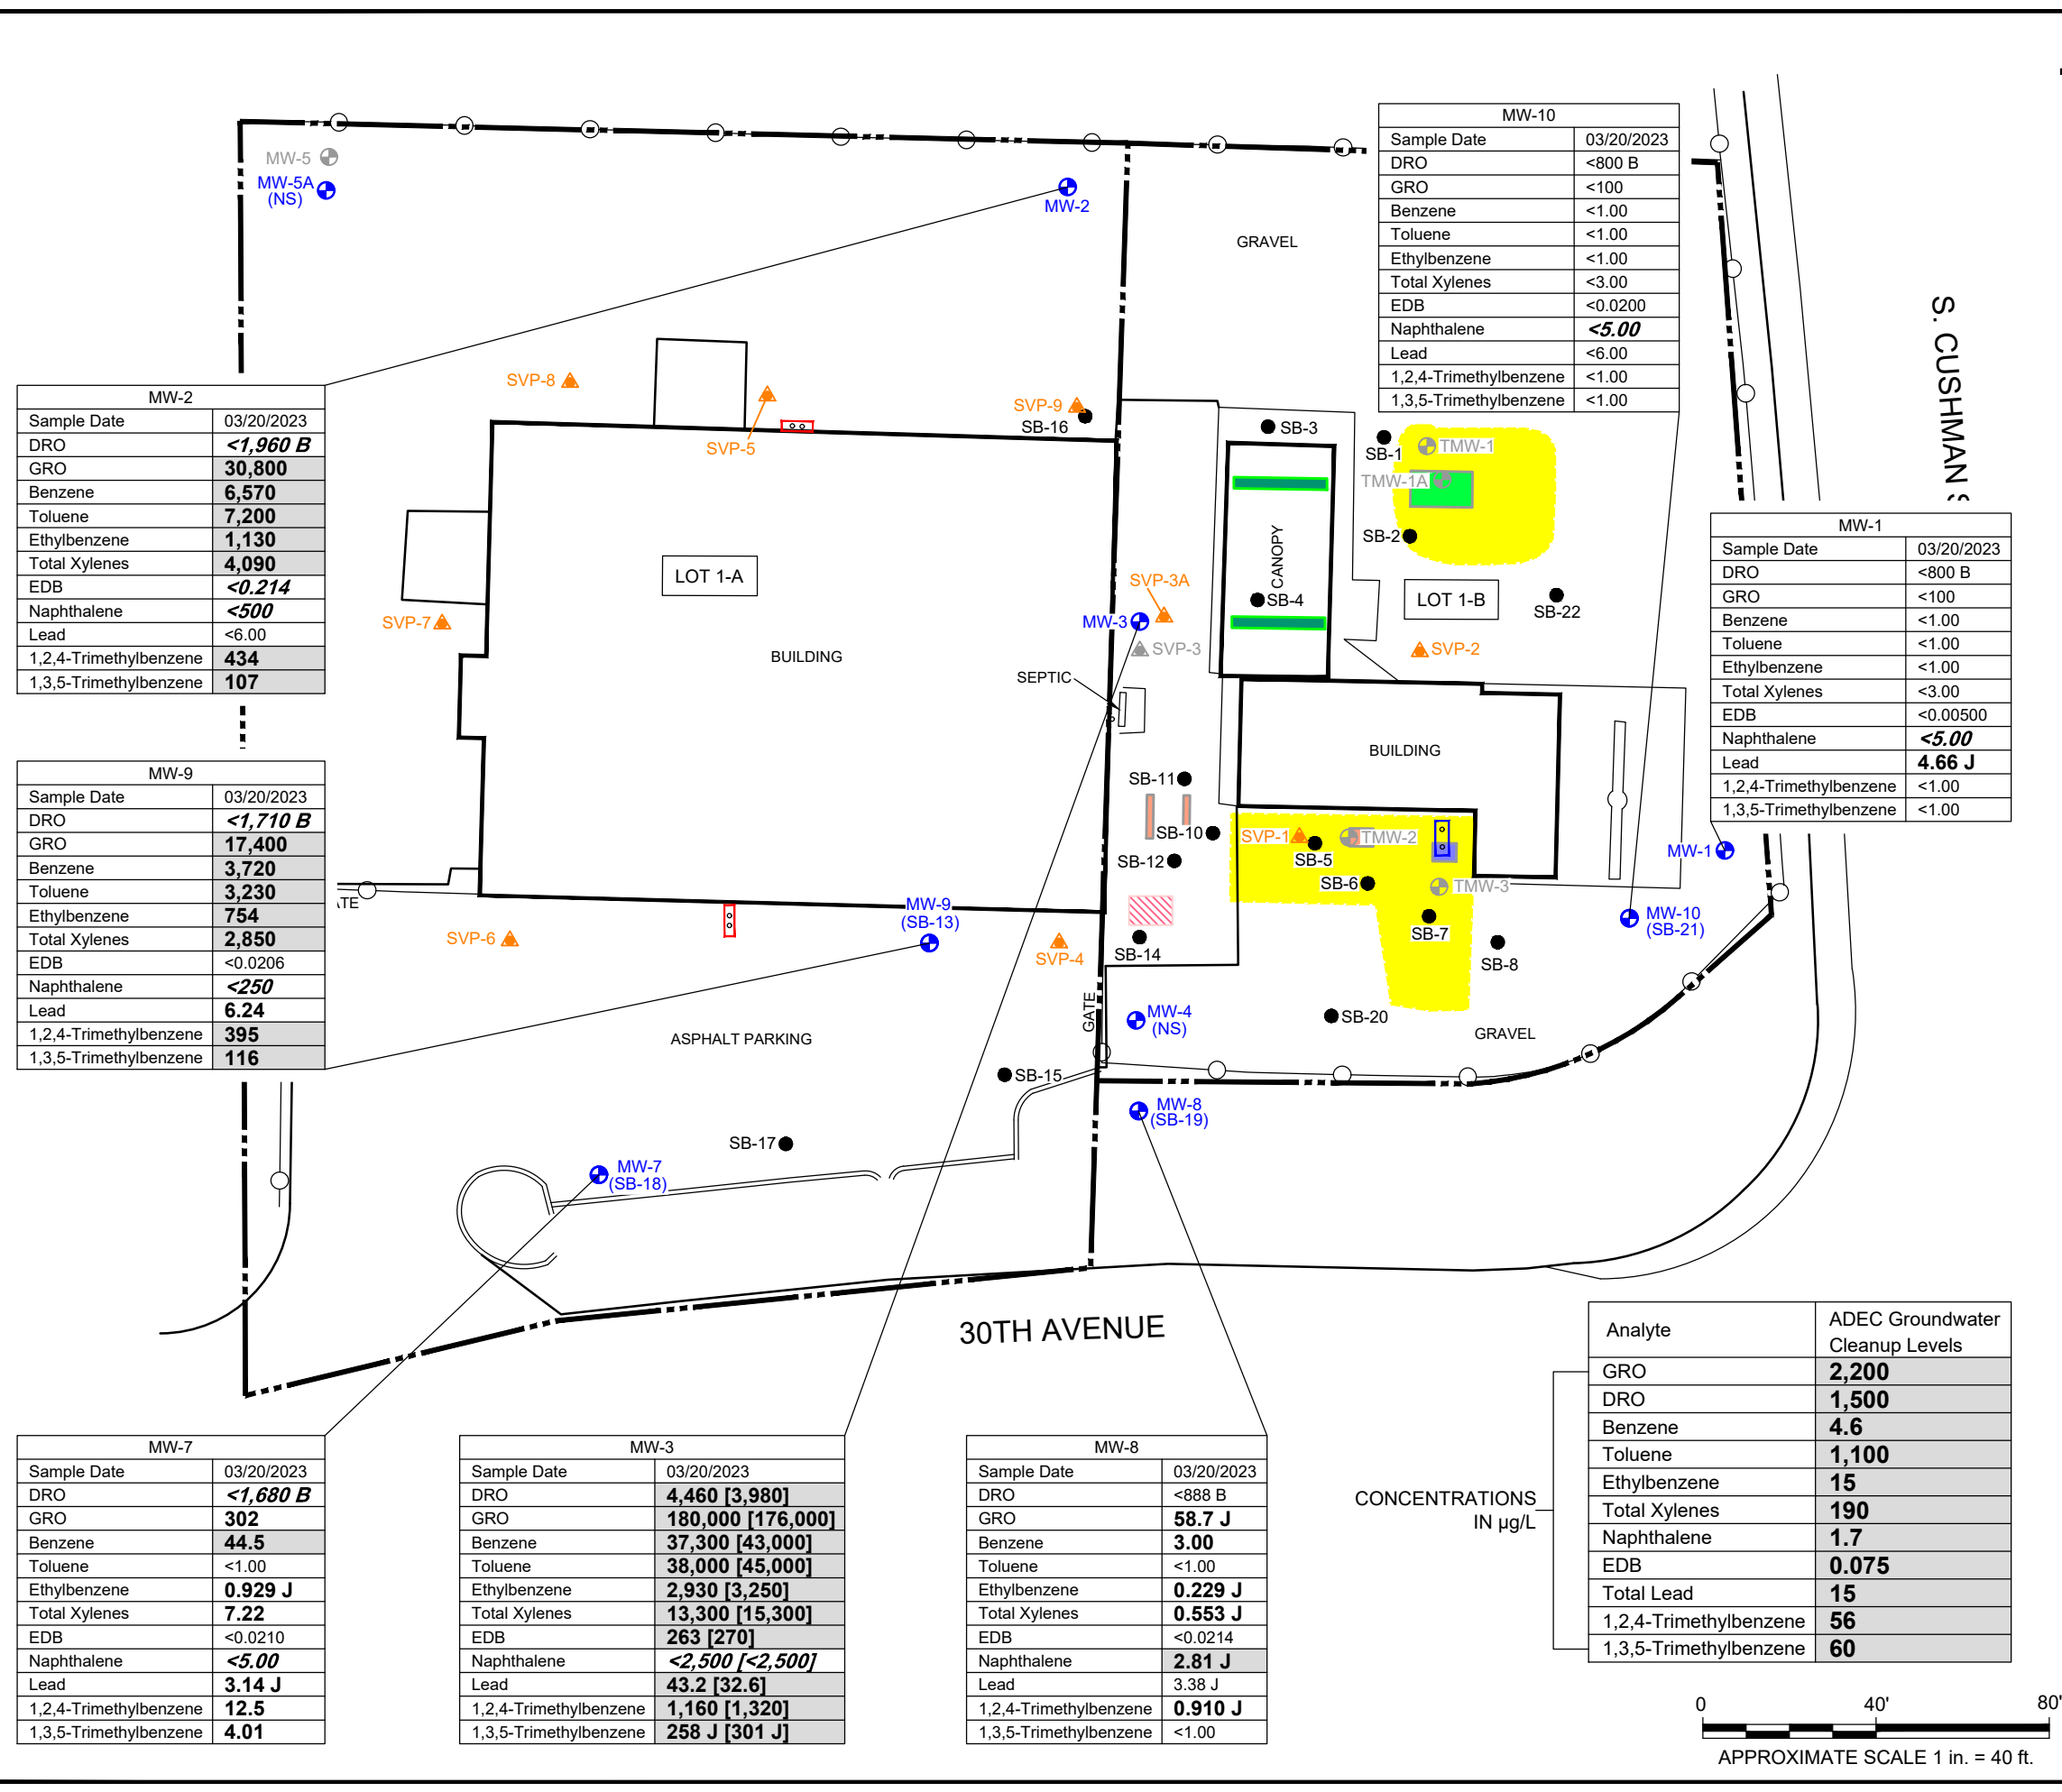 MW-10
Sample Date 03/20/2023
DRO <800 B
GRO <100
Benzene <1.00
Toluene <1.00
Ethylbenzene <1.00
Total Xylenes <3.00
EDB <0.0200
Naphthalene <5.00
Lead <6.00
1,2,4-Trimethylbenzene <1.00
1,3,5-Trimethylbenzene <1.00
MW-5
MW-5A
(NS)
MW-2
GRAVEL
S. CUSHMAN
MW-2
Sample Date 03/20/2023
DRO <1,960 B
GRO 30,800
Benzene 6,570
Toluene 7,200
Ethylbenzene 1,130
Total Xylenes 4,090
EDB <0.214
Naphthalene <500
Lead <6.00
1,2,4-Trimethylbenzene 434
1,3,5-Trimethylbenzene 107
SVP-8
SVP-5
SVP-9
SB-16
SB-3
SB-1
TMW-1
TMW-1A
SB-2
CANOPY
SB-4
LOT 1-A
LOT 1-B
SB-22
SVP-3A
MW-3
SVP-3
SVP-2
SVP-7
BUILDING
SEPTIC
BUILDING
MW-1
Sample Date 03/20/2023
DRO <800 B
GRO <100
Benzene <1.00
Toluene <1.00
Ethylbenzene <1.00
Total Xylenes <3.00
EDB <0.00500
Naphthalene <5.00
Lead 4.66 J
1,2,4-Trimethylbenzene <1.00
1,3,5-Trimethylbenzene <1.00
MW-1
MW-9
Sample Date 03/20/2023
DRO <1,710 B
GRO 17,400
Benzene 3,720
Toluene 3,230
Ethylbenzene 754
Total Xylenes 2,850
EDB <0.0206
Naphthalene <250
Lead 6.24
1,2,4-Trimethylbenzene 395
1,3,5-Trimethylbenzene 116
SB-11
SB-10
SB-12
SVP-1
SB-5
TMW-2
SB-6
TMW-3
SB-7
SB-8
SB-14
ATE
MW-9
(SB-13)
SVP-6
SVP-4
MW-10
(SB-21)
GATE
MW-4
(NS)
SB-20
GRAVEL
ASPHALT PARKING
SB-15
MW-8
(SB-19)
SB-17
MW-7
(SB-18)
30TH AVENUE
MW-7
Sample Date 03/20/2023
DRO <1,680 B
GRO 302
Benzene 44.5
Toluene <1.00
Ethylbenzene 0.929 J
Total Xylenes 7.22
EDB <0.0210
Naphthalene <5.00
Lead 3.14 J
1,2,4-Trimethylbenzene 12.5
1,3,5-Trimethylbenzene 4.01
MW-3
Sample Date 03/20/2023
DRO 4,460 [3,980]
GRO 180,000 [176,000]
Benzene 37,300 [43,000]
Toluene 38,000 [45,000]
Ethylbenzene 2,930 [3,250]
Total Xylenes 13,300 [15,300]
EDB 263 [270]
Naphthalene <2,500 [<2,500]
Lead 43.2 [32.6]
1,2,4-Trimethylbenzene 1,160 [1,320]
1,3,5-Trimethylbenzene 258 J [301 J]
MW-8
Sample Date 03/20/2023
DRO <888 B
GRO 58.7 J
Benzene 3.00
Toluene <1.00
Ethylbenzene 0.229 J
Total Xylenes 0.553 J
EDB <0.0214
Naphthalene 2.81 J
Lead 3.38 J
1,2,4-Trimethylbenzene 0.910 J
1,3,5-Trimethylbenzene <1.00
CONCENTRATIONS
IN µg/L
Analyte ADEC Groundwater
Cleanup Levels
GRO 2,200
DRO 1,500
Benzene 4.6
Toluene 1,100
Ethylbenzene 15
Total Xylenes 190
Naphthalene 1.7
EDB 0.075
Total Lead 15
1,2,4-Trimethylbenzene 56
1,3,5-Trimethylbenzene 60
0 40' 80'
APPROXIMATE SCALE 1 in. = 40 ft.